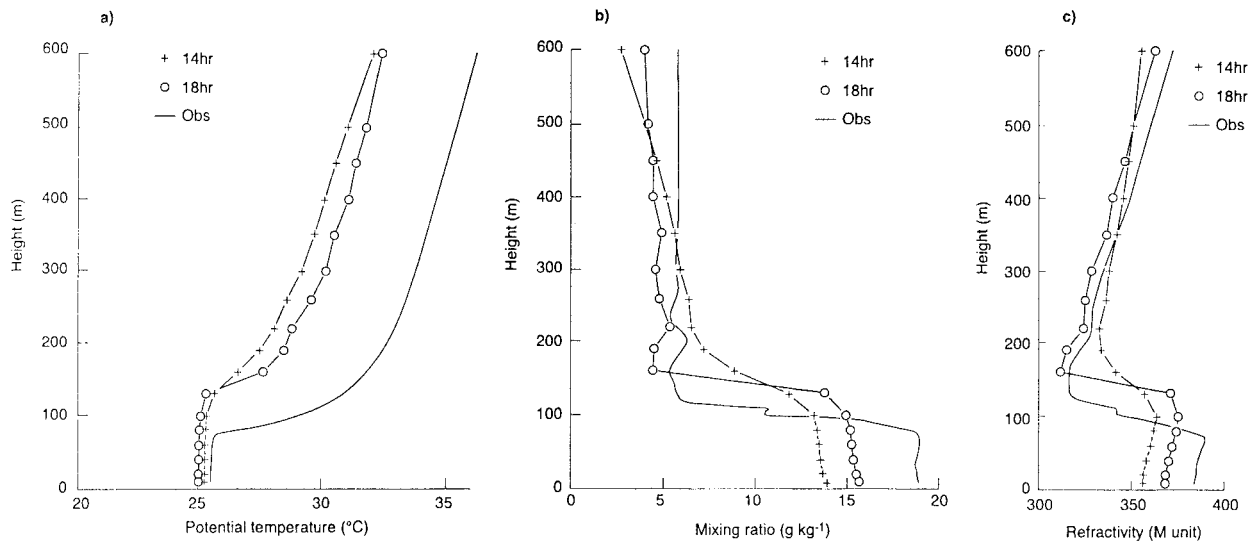 a)
14hr
18hr
Obs
600
500
400
300
200
100
0
Height (m)
20
25
30
35
Potential temperature (°C)
b)
14hr
18hr
Obs
600
500
400
300
200
100
0
Height (m)
0
5
10
15
20
Mixing ratio (g kg-1)
c)
14hr
18hr
Obs
600
500
400
300
200
100
0
Height (m)
300
350
400
Refractivity (M unit)